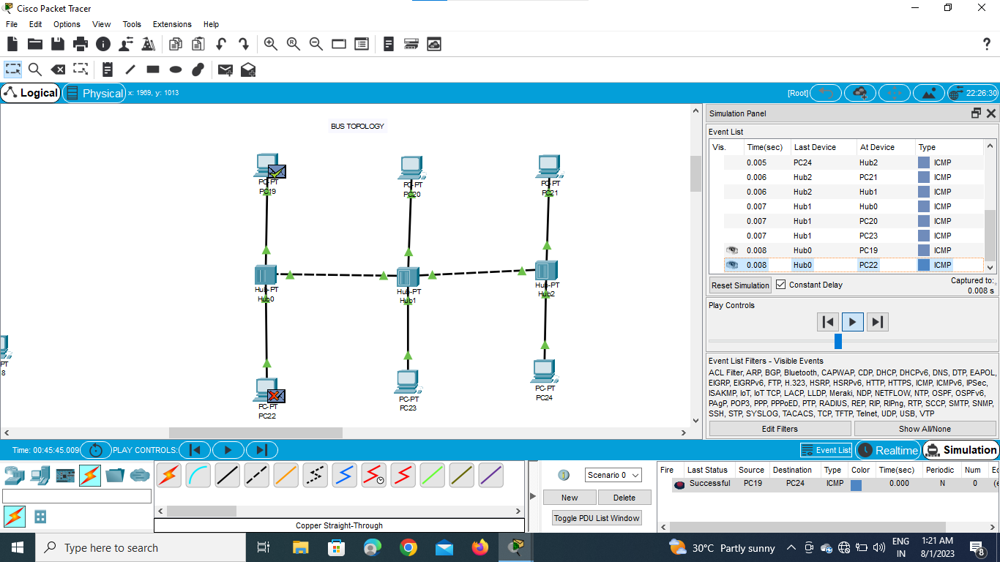 Cisco Packet Tracer
File Edit Options View Tools Extensions Help
Logical Physical x: 1969, y: 1013 [Root] 22:26:30
BUS TOPOLOGY
PC-PT
PC19
PC-PT
PC20
PC-PT
PC21
Hub-PT
Hub0
Hub-PT
Hub1
Hub-PT
Hub2
PT
8
PC-PT
PC22
PC-PT
PC23
PC-PT
PC24
Simulation Panel
Event List
Vis. Time(sec) Last Device At Device Type
0.005 PC24 Hub2 ICMP
0.006 Hub2 PC21 ICMP
0.006 Hub2 Hub1 ICMP
0.007 Hub1 Hub0 ICMP
0.007 Hub1 PC20 ICMP
0.007 Hub1 PC23 ICMP
0.008 Hub0 PC19 ICMP
0.008 Hub0 PC22 ICMP
Reset Simulation Constant Delay Captured to:
0.008 s
Play Controls
Event List Filters - Visible Events
ACL Filter, ARP, BGP, Bluetooth, CAPWAP, CDP, DHCP, DHCPv6, DNS, DTP, EAPOL,
EIGRP, EIGRPv6, FTP, H.323, HSRP, HSRPv6, HTTP, HTTPS, ICMP, ICMPv6, IPSec,
ISAKMP, IoT, IoT TCP, LACP, LLDP, Meraki, NDP, NETFLOW, NTP, OSPF, OSPFv6,
PAgP, POP3, PPP, PPPoED, PTP, RADIUS, REP, RIP, RIPng, RTP, SCCP, SMTP, SNMP,
SSH, STP, SYSLOG, TACACS, TCP, TFTP, Telnet, UDP, USB, VTP
Edit Filters Show All/None
Time: 00:45:45.009 PLAY CONTROLS: Event List Realtime Simulation
Scenario 0
New Delete
Toggle PDU List Window
Fire Last Status Source Destination Type Color Time(sec) Periodic Num Ec
Successful PC19 PC24 ICMP 0.000 N 0 (e
Copper Straight-Through
Type here to search
30°C Partly sunny
ENG
IN
1:21 AM
8/1/2023
8